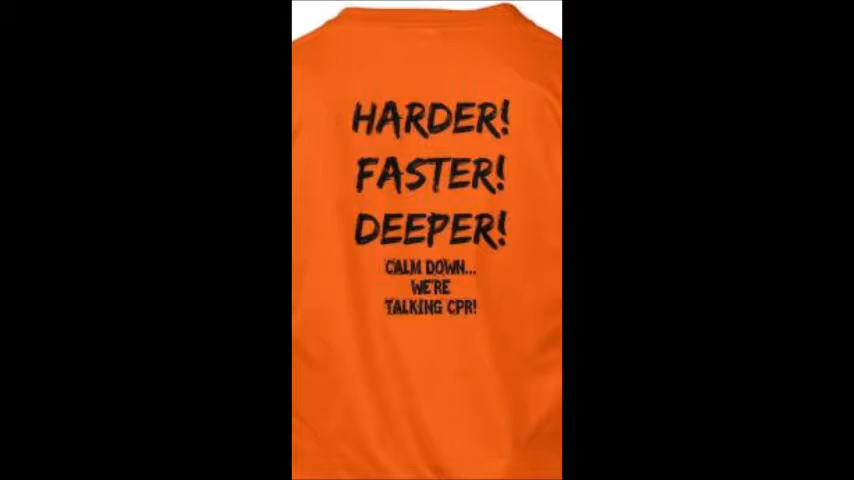 HARDER!
FASTER!
DEEPER!
CALM DOWN...
WE'RE
TALKING CPR!